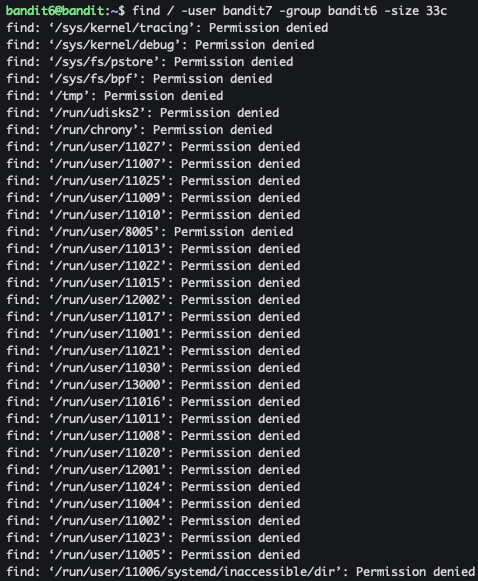 bandit6@bandit:~$ find / -user bandit7 -group bandit6 -size 33c
find: ‘/sys/kernel/tracing’: Permission denied
find: ‘/sys/kernel/debug’: Permission denied
find: ‘/sys/fs/pstore’: Permission denied
find: ‘/sys/fs/bpf’: Permission denied
find: ‘/tmp’: Permission denied
find: ‘/run/udisks2’: Permission denied
find: ‘/run/chrony’: Permission denied
find: ‘/run/user/11027’: Permission denied
find: ‘/run/user/11007’: Permission denied
find: ‘/run/user/11025’: Permission denied
find: ‘/run/user/11009’: Permission denied
find: ‘/run/user/11010’: Permission denied
find: ‘/run/user/8005’: Permission denied
find: ‘/run/user/11013’: Permission denied
find: ‘/run/user/11022’: Permission denied
find: ‘/run/user/11015’: Permission denied
find: ‘/run/user/12002’: Permission denied
find: ‘/run/user/11017’: Permission denied
find: ‘/run/user/11001’: Permission denied
find: ‘/run/user/11021’: Permission denied
find: ‘/run/user/11030’: Permission denied
find: ‘/run/user/13000’: Permission denied
find: ‘/run/user/11016’: Permission denied
find: ‘/run/user/11011’: Permission denied
find: ‘/run/user/11008’: Permission denied
find: ‘/run/user/11020’: Permission denied
find: ‘/run/user/12001’: Permission denied
find: ‘/run/user/11024’: Permission denied
find: ‘/run/user/11004’: Permission denied
find: ‘/run/user/11002’: Permission denied
find: ‘/run/user/11023’: Permission denied
find: ‘/run/user/11005’: Permission denied
find: ‘/run/user/11006/systemd/inaccessible/dir’: Permission denied